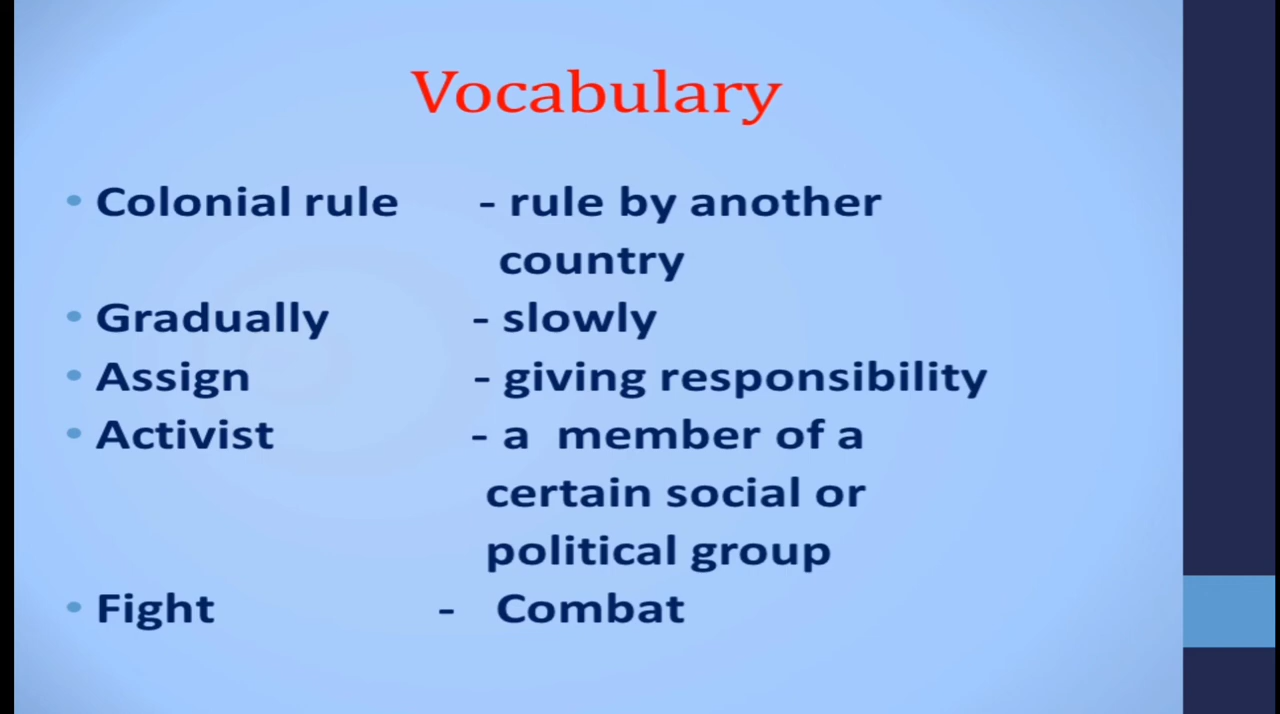 Vocabulary
• Colonial rule - rule by another
country
• Gradually - slowly
• Assign - giving responsibility
• Activist - a member of a
certain social or
political group
• Fight - Combat